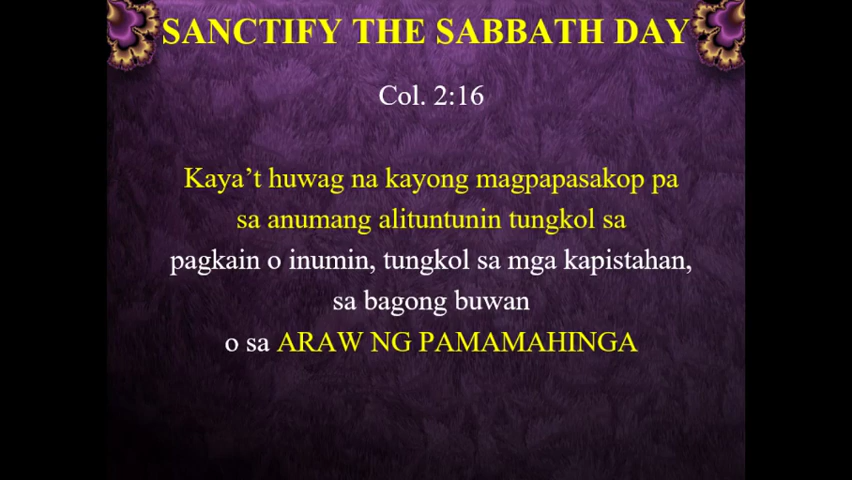 SANCTIFY THE SABBATH DAY
Col. 2:16
Kaya’t huwag na kayong magpapasakop pa
sa anumang alituntunin tungkol sa
pagkain o inumin, tungkol sa mga kapistahan,
sa bagong buwan
o sa ARAW NG PAMAMAHINGA